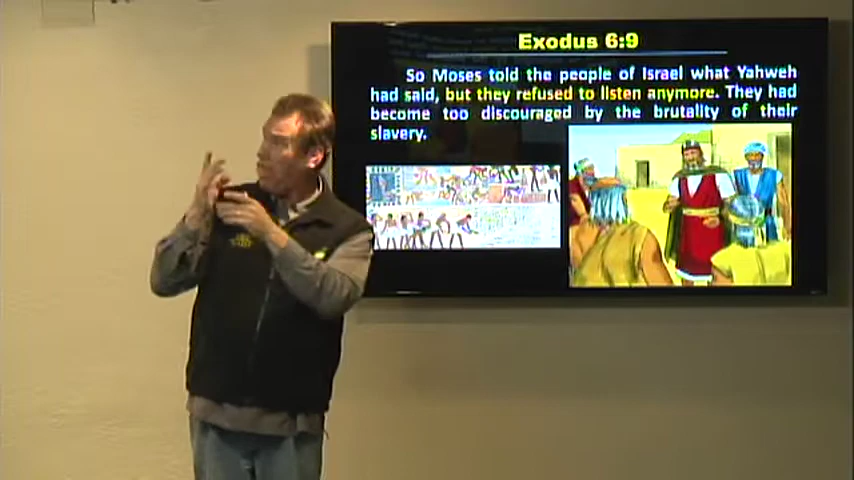 Exodus 6:9
So Moses told the people of Israel what Yahweh
had said, but they refused to listen anymore. They had
become too discouraged by the brutality of their
slavery.